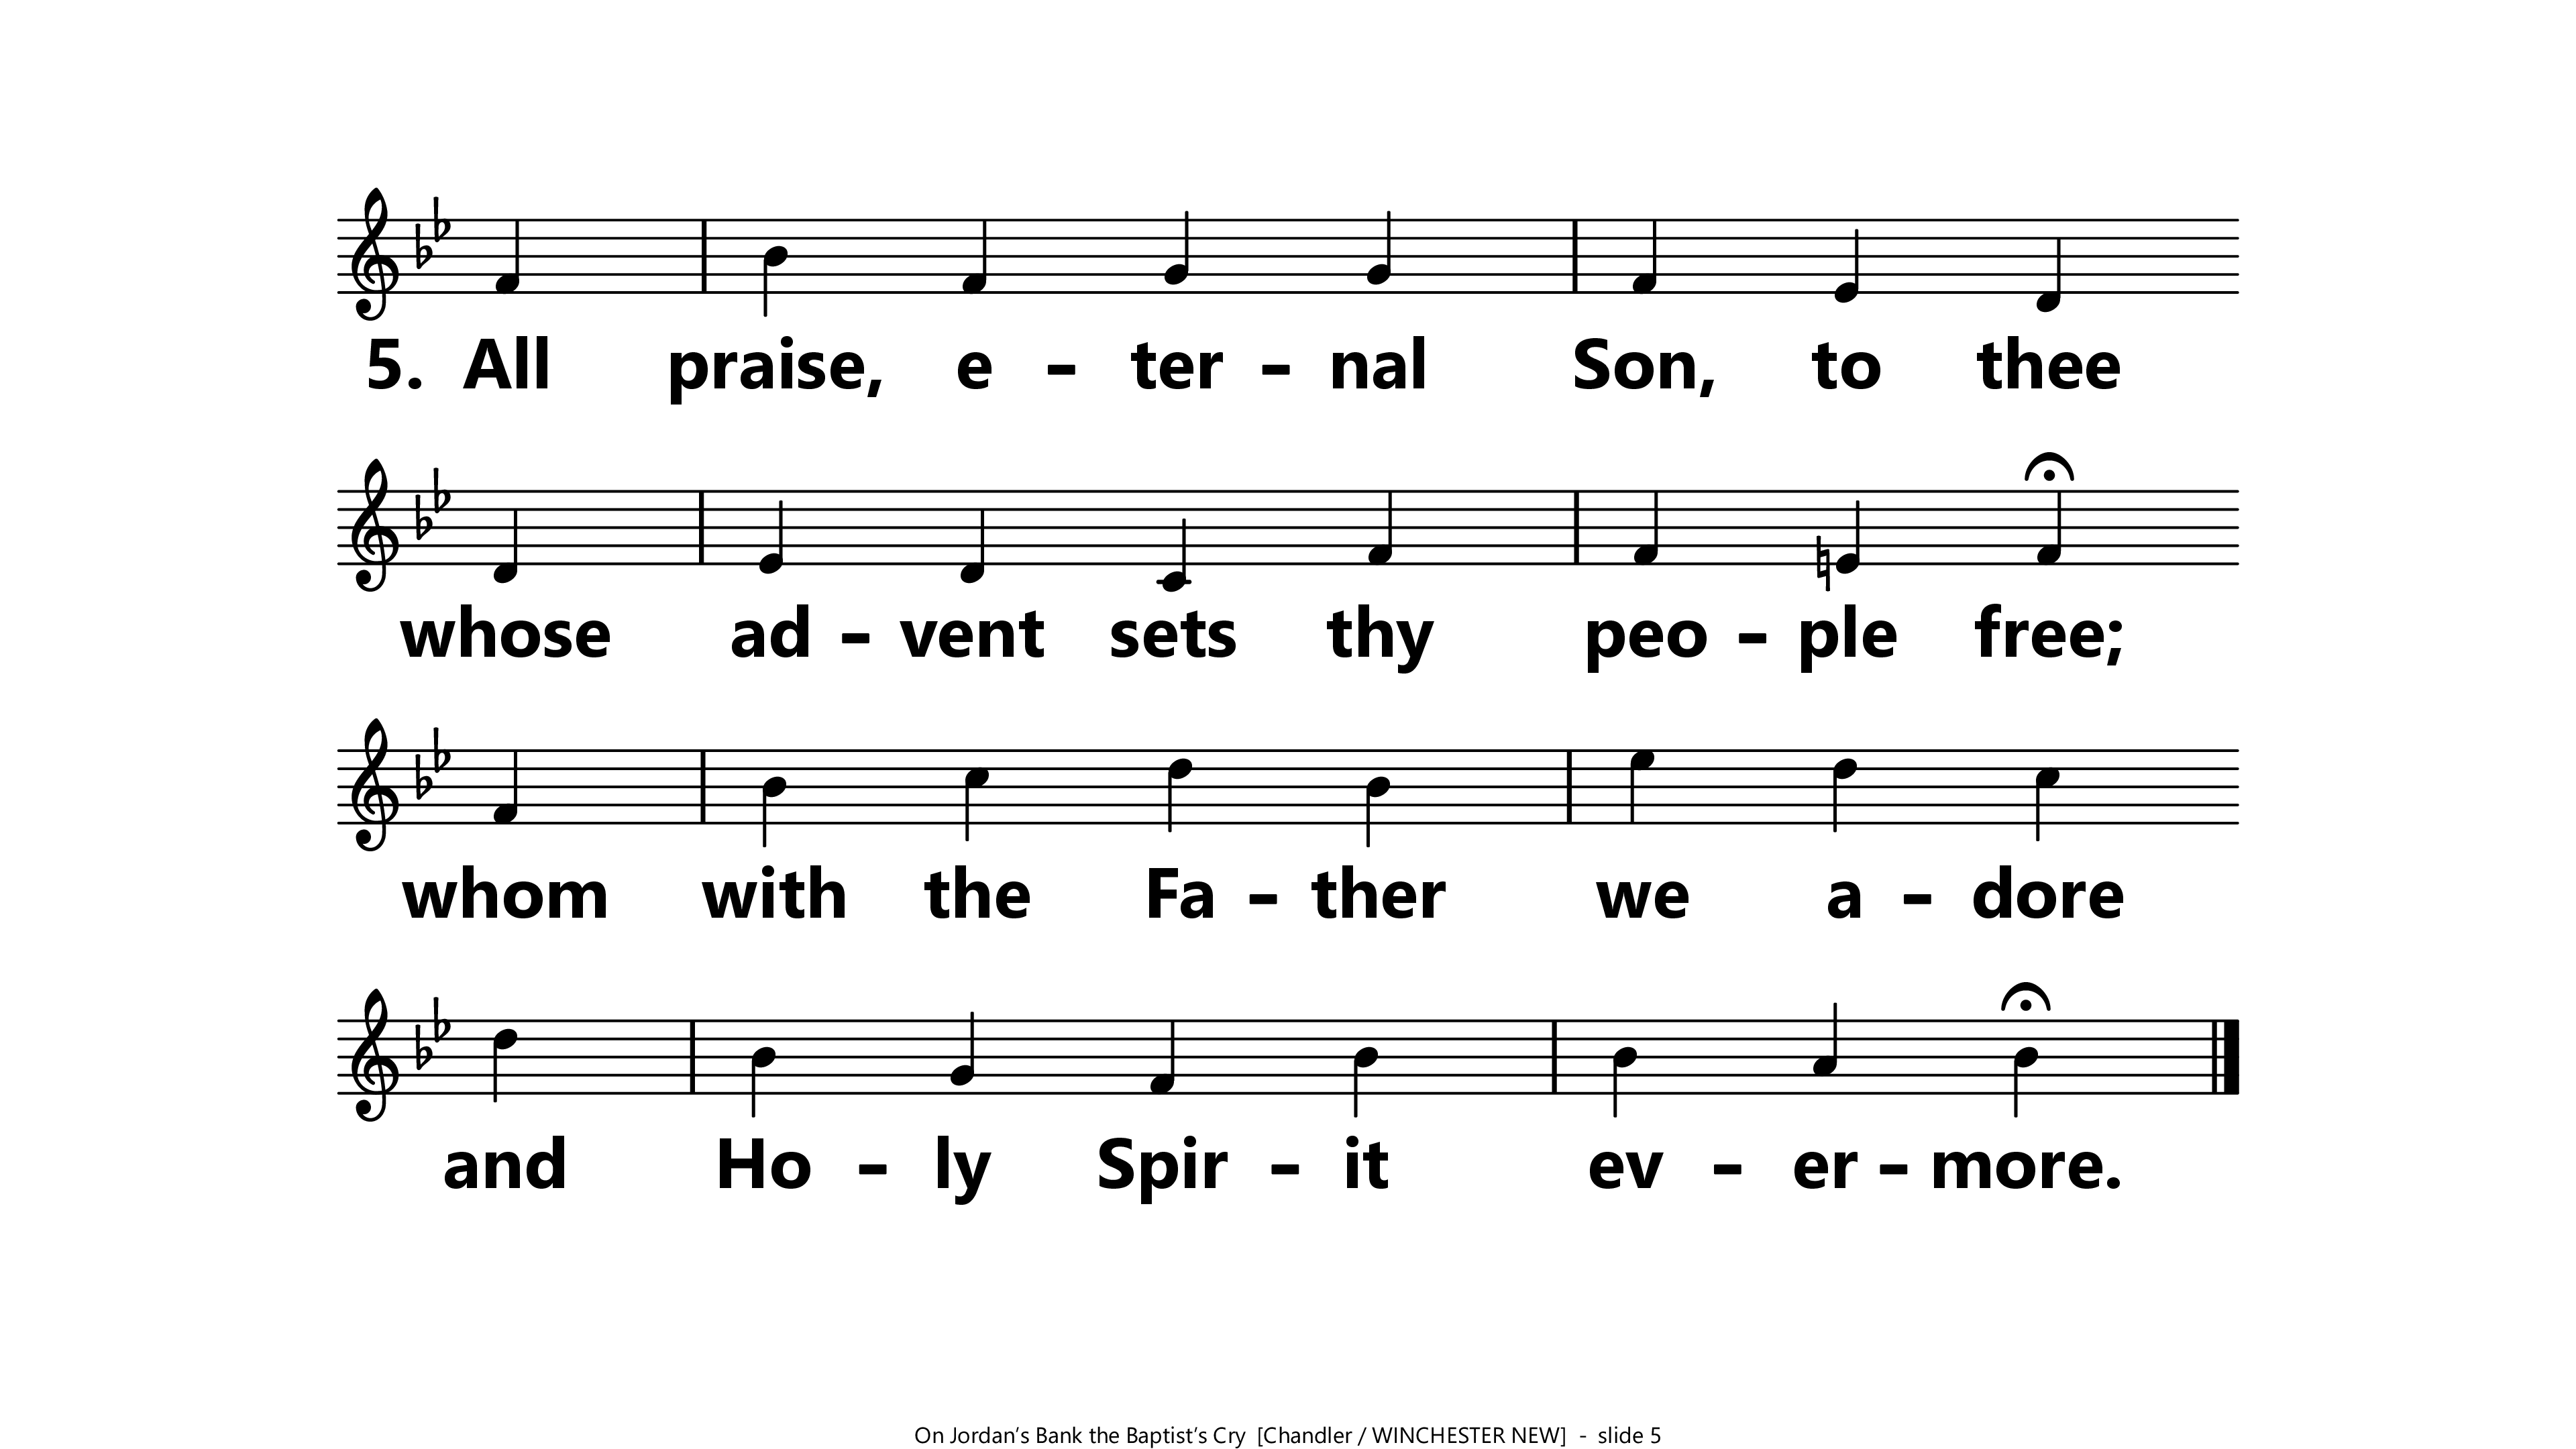 5. All praise, e - ter - nal Son, to thee
whose ad - vent sets thy peo - ple free;
whom with the Fa - ther we a - dore
and Ho - ly Spir - it ev - er - more.
On Jordan’s Bank the Baptist’s Cry [Chandler / WINCHESTER NEW] - slide 5